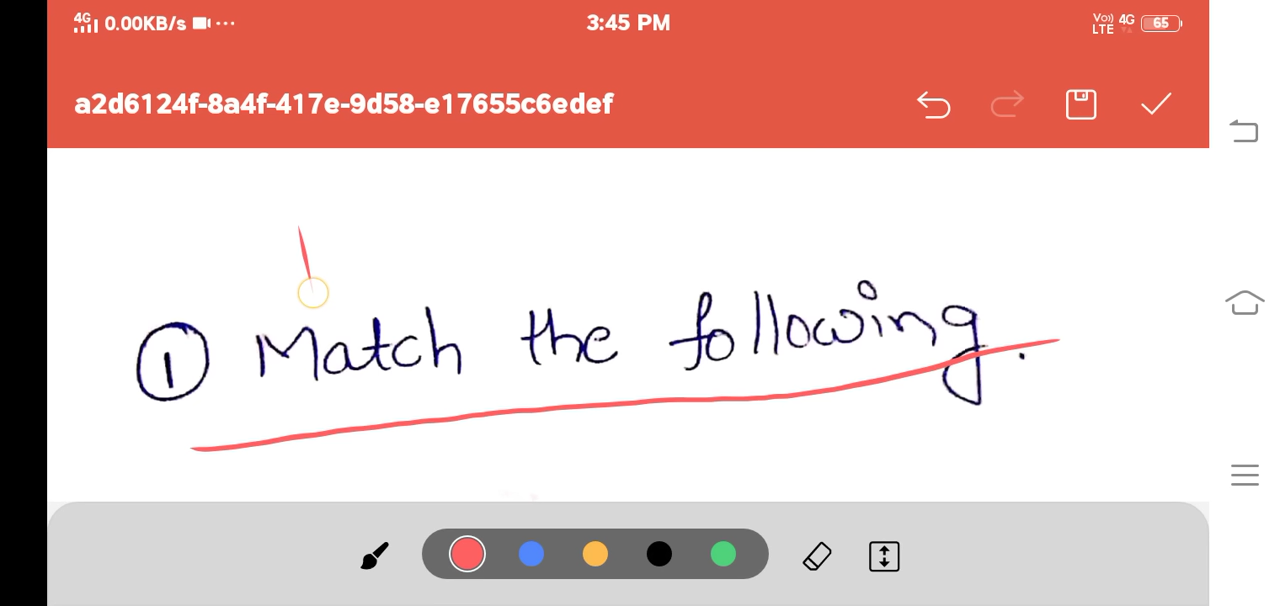 4G 0.00KB/s ... 3:45 PM Vo)) LTE 4G 65
a2d6124f-8a4f-417e-9d58-e17655c6edef
① Match the following.